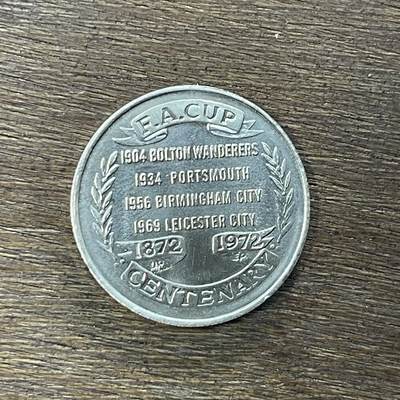 F.A.CUP
1904 BOLTON WANDERERS
1934 PORTSMOUTH
1956 BIRMINGHAM CITY
1969 LEICESTER CITY
1872 1972
CENTENARY